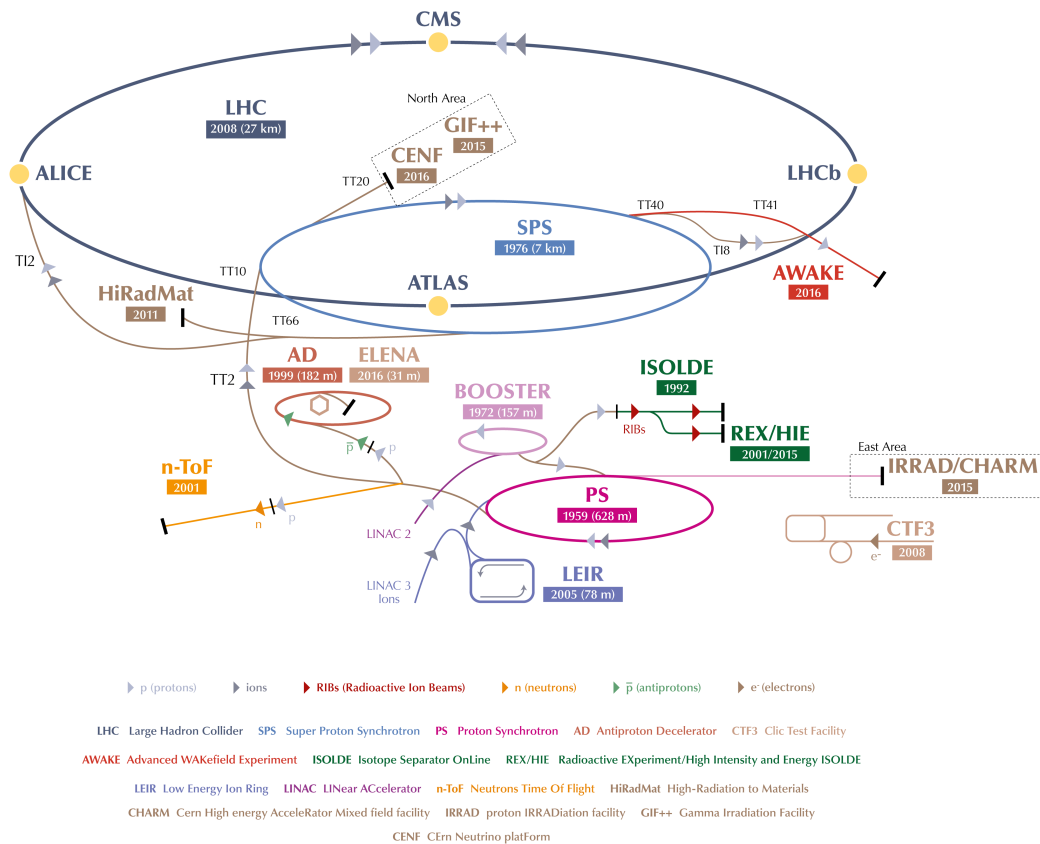 CMS
North Area
LHC
2008 (27 km)
GIF++
2015
CENF
2016
ALICE
LHCb
TT20
TT40
TT41
SPS
1976 (7 km)
TI8
TI2
TT10
AWAKE
2016
ATLAS
HiRadMat
2011
TT66
AD
1999 (182 m)
ELENA
2016 (31 m)
TT2
ISOLDE
1992
BOOSTER
1972 (157 m)
RIBs
REX/HIE
2001/2015
p̅
p
East Area
IRRAD/CHARM
2015
n-ToF
2001
PS
1959 (628 m)
n
p
LINAC 2
CTF3
2008
e-
LEIR
2005 (78 m)
LINAC 3
Ions
p (protons)
ions
RIBs (Radioactive Ion Beams)
n (neutrons)
p̅ (antiprotons)
e- (electrons)
LHC Large Hadron Collider SPS Super Proton Synchrotron PS Proton Synchrotron AD Antiproton Decelerator CTF3 Clic Test Facility
AWAKE Advanced WAKefield Experiment ISOLDE Isotope Separator OnLine REX/HIE Radioactive EXperiment/High Intensity and Energy ISOLDE
LEIR Low Energy Ion Ring LINAC LINear ACcelerator n-ToF Neutrons Time Of Flight HiRadMat High-Radiation to Materials
CHARM Cern High energy AcceleRator Mixed field facility IRRAD proton IRRADiation facility GIF++ Gamma Irradiation Facility
CENF CErn Neutrino platForm